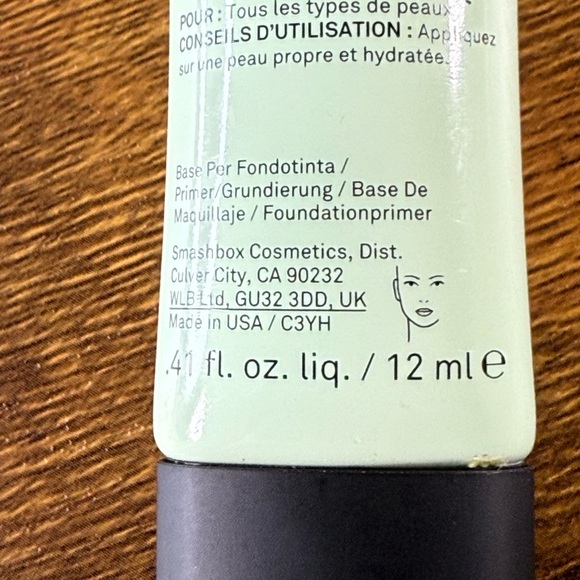 POUR : Tous les types de peaux
CONSEILS D'UTILISATION : Appliquez
sur une peau propre et hydratée.
Base Per Fondotinta /
Primer/Grundierung / Base De
Maquillaje / Foundationprimer
Smashbox Cosmetics, Dist.
Culver City, CA 90232
WLB Ltd, GU32 3DD, UK
Made in USA / C3YH
.41 fl. oz. liq. / 12 ml ℮